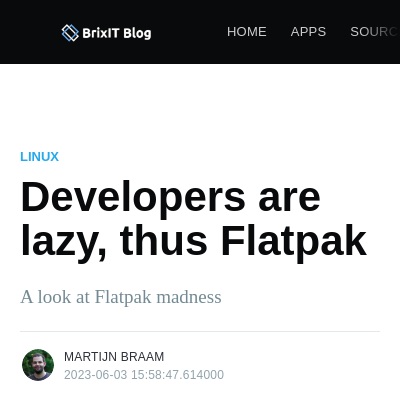 BrixIT Blog
HOME
APPS
LINUX
Developers are
lazy, thus Flatpak
A look at Flatpak madness
MARTIJN BRAAM
2023-06-03 15:58:47.614000